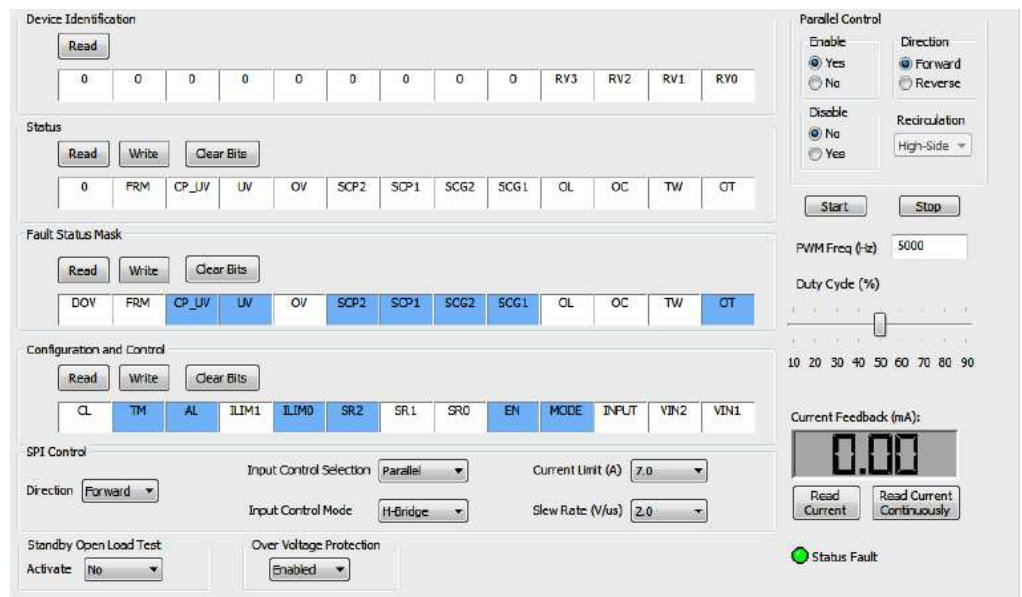 Device Identification
Read
0 0 0 0 0 0 0 0 0 RV3 RV2 RV1 RV0
Status
Read Write Clear Bits
0 FRM CP_UV UV OV SCP2 SCP1 SCG2 SCG1 OL OC TW OT
Fault Status Mask
Read Write Clear Bits
DOV FRM CP_UV UV OV SCP2 SCP1 SCG2 SCG1 OL OC TW OT
Configuration and Control
Read Write Clear Bits
CL TM AL ILIM1 ILIM0 SR2 SR1 SR0 EN MODE INPUT VIN2 VIN1
SPI Control
Direction Forward
Input Control Selection Parallel
Current Limit (A) 7.0
Input Control Mode H-Bridge
Slew Rate (V/us) 2.0
Standby Open Load Test
Activate No
Over Voltage Protection
Enabled
Parallel Control
Enable
Yes
No
Direction
Forward
Reverse
Disable
No
Yes
Recirculation
High-Side
Start Stop
PWM Freq (Hz) 5000
Duty Cycle (%)
10 20 30 40 50 60 70 80 90
Current Feedback (mA):
0.00
Read Current
Read Current Continuously
Status Fault